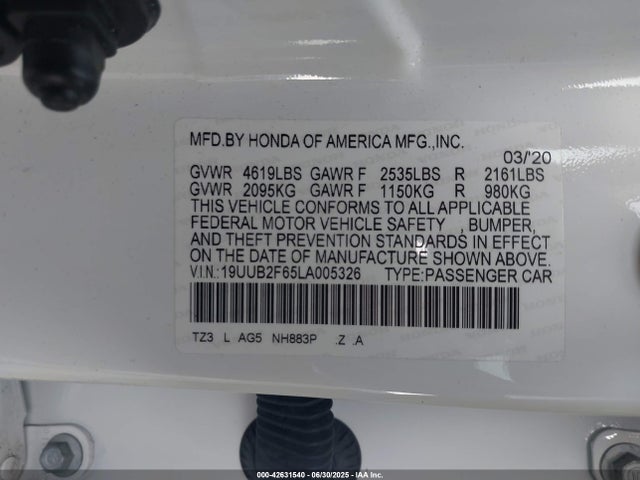 MFD.BY HONDA OF AMERICA MFG.,INC.
03/'20
GVWR 4619LBS GAWR F 2535LBS R 2161LBS
GVWR 2095KG GAWR F 1150KG R 980KG
THIS VEHICLE CONFORMS TO ALL APPLICABLE
FEDERAL MOTOR VEHICLE SAFETY , BUMPER,
AND THEFT PREVENTION STANDARDS IN EFFECT
ON THE DATE OF MANUFACTURE SHOWN ABOVE.
V.I.N.:19UUB2F65LA005326 TYPE:PASSENGER CAR
TZ3 L AG5 NH883P .Z .A
000-42631540 - 06/30/2025 - IAA Inc.